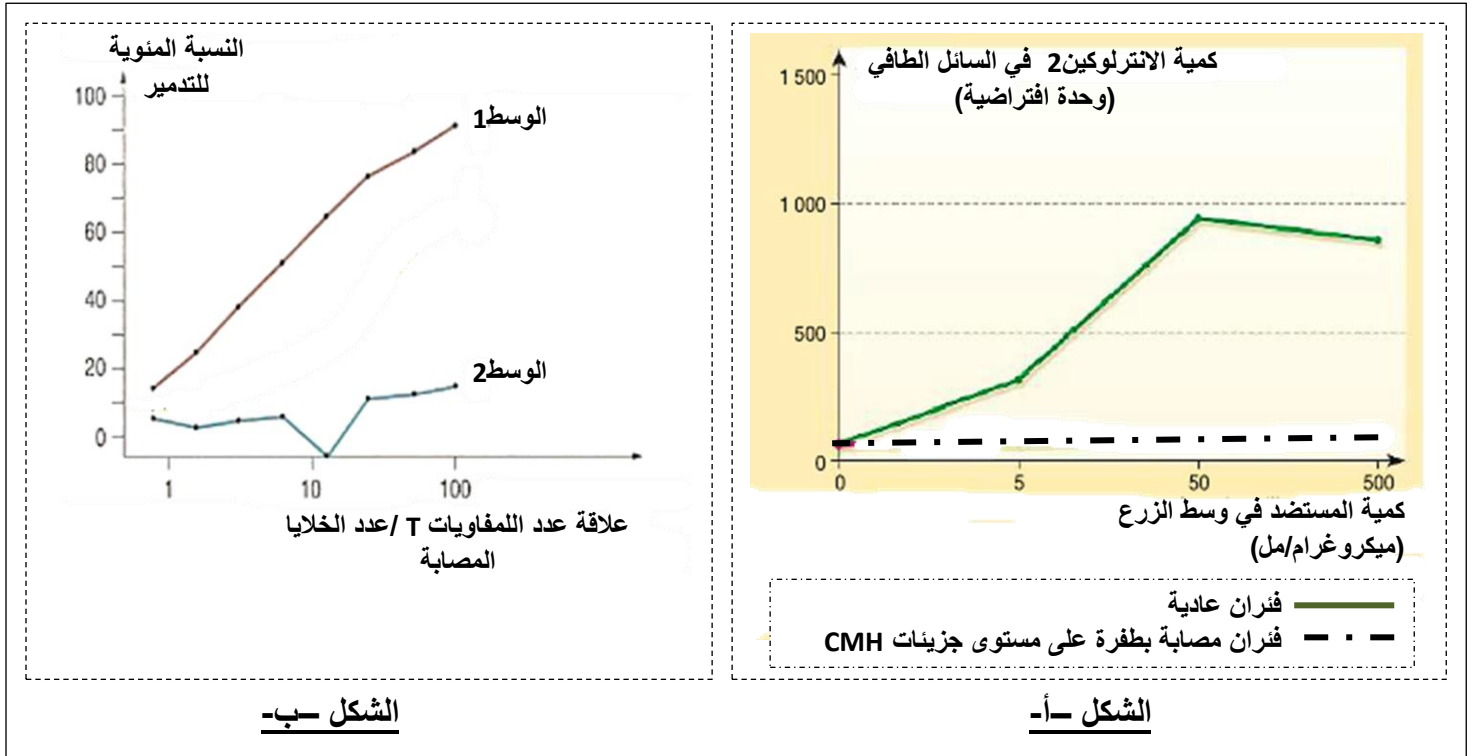 كمية الانترلوكين2 في السائل الطافي
(وحدة افتراضية)
1 500
1 000
500
0
0 5 50 500
كمية المستضد في وسط الزرع
(ميكروغرام/مل)
فئران عادية
فئران مصابة بطفرة على مستوى جزيئات CMH
الشكل –أ-
النسبة المئوية
للتدمير
100
80
60
40
20
0
الوسط1
الوسط2
1 10 100
علاقة عدد اللمفاويات T /عدد الخلايا
المصابة
الشكل –ب-